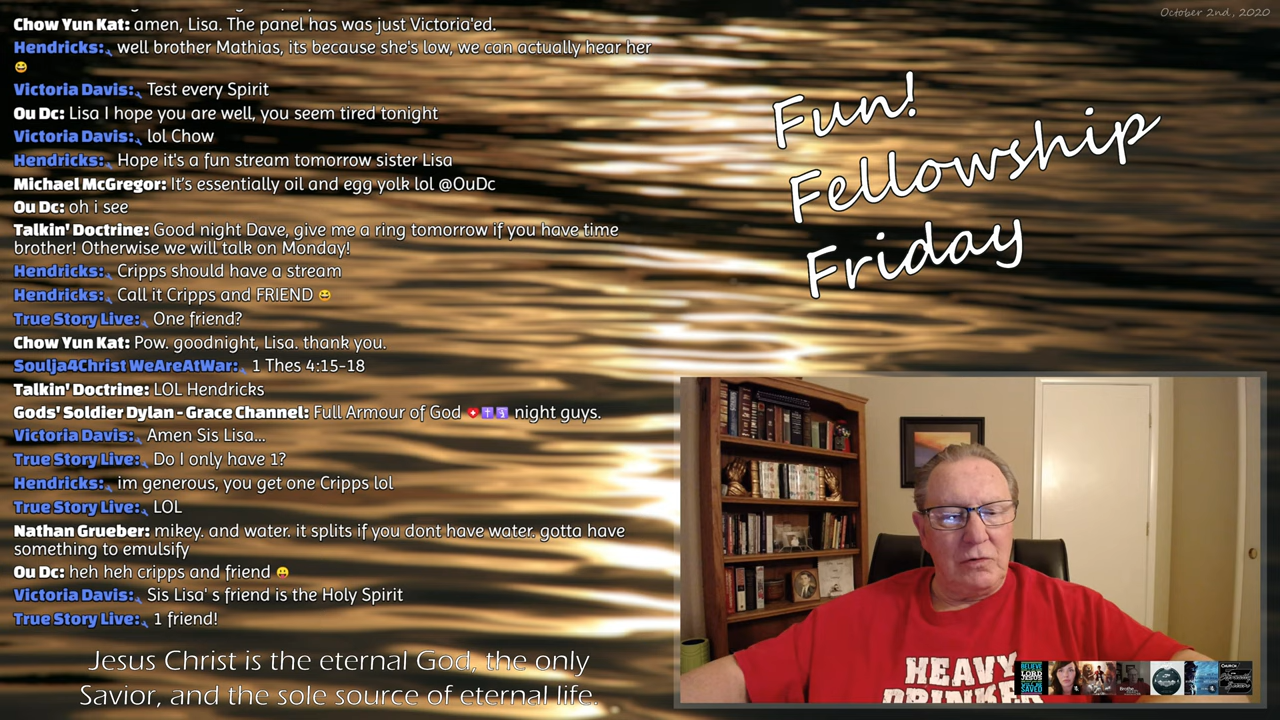 October 2nd, 2020
Chow Yun Kat: amen, Lisa. The panel has was just Victoria'ed.
Hendricks: well brother Mathias, its because she's low, we can actually hear her
😄
Victoria Davis: Test every Spirit
Ou Dc: Lisa I hope you are well, you seem tired tonight
Victoria Davis: lol Chow
Hendricks: Hope it's a fun stream tomorrow sister Lisa
Michael McGregor: It's essentially oil and egg yolk lol @OuDc
Ou Dc: oh i see
Talkin' Doctrine: Good night Dave, give me a ring tomorrow if you have time
brother! Otherwise we will talk on Monday!
Hendricks: Cripps should have a stream
Hendricks: Call it Cripps and FRIEND 😄
True Story Live: One friend?
Chow Yun Kat: Pow. goodnight, Lisa. thank you.
Soulja4Christ WeAreAtWar: 1 Thes 4:15-18
Talkin' Doctrine: LOL Hendricks
Gods' Soldier Dylan - Grace Channel: Full Armour of God ⛑✝🛐 night guys.
Victoria Davis: Amen Sis Lisa...
True Story Live: Do I only have 1?
Hendricks: im generous, you get one Cripps lol
True Story Live: LOL
Nathan Grueber: mikey. and water. it splits if you dont have water. gotta have
something to emulsify
Ou Dc: heh heh cripps and friend 😛
Victoria Davis: Sis Lisa' s friend is the Holy Spirit
True Story Live: 1 friend!
Jesus Christ is the eternal God, the only
Savior, and the sole source of eternal life.
Fun!
Fellowship
Friday
HEAVY
DRINKER
BELIEVE
LORD
JESUS
SAVED
CHURCH